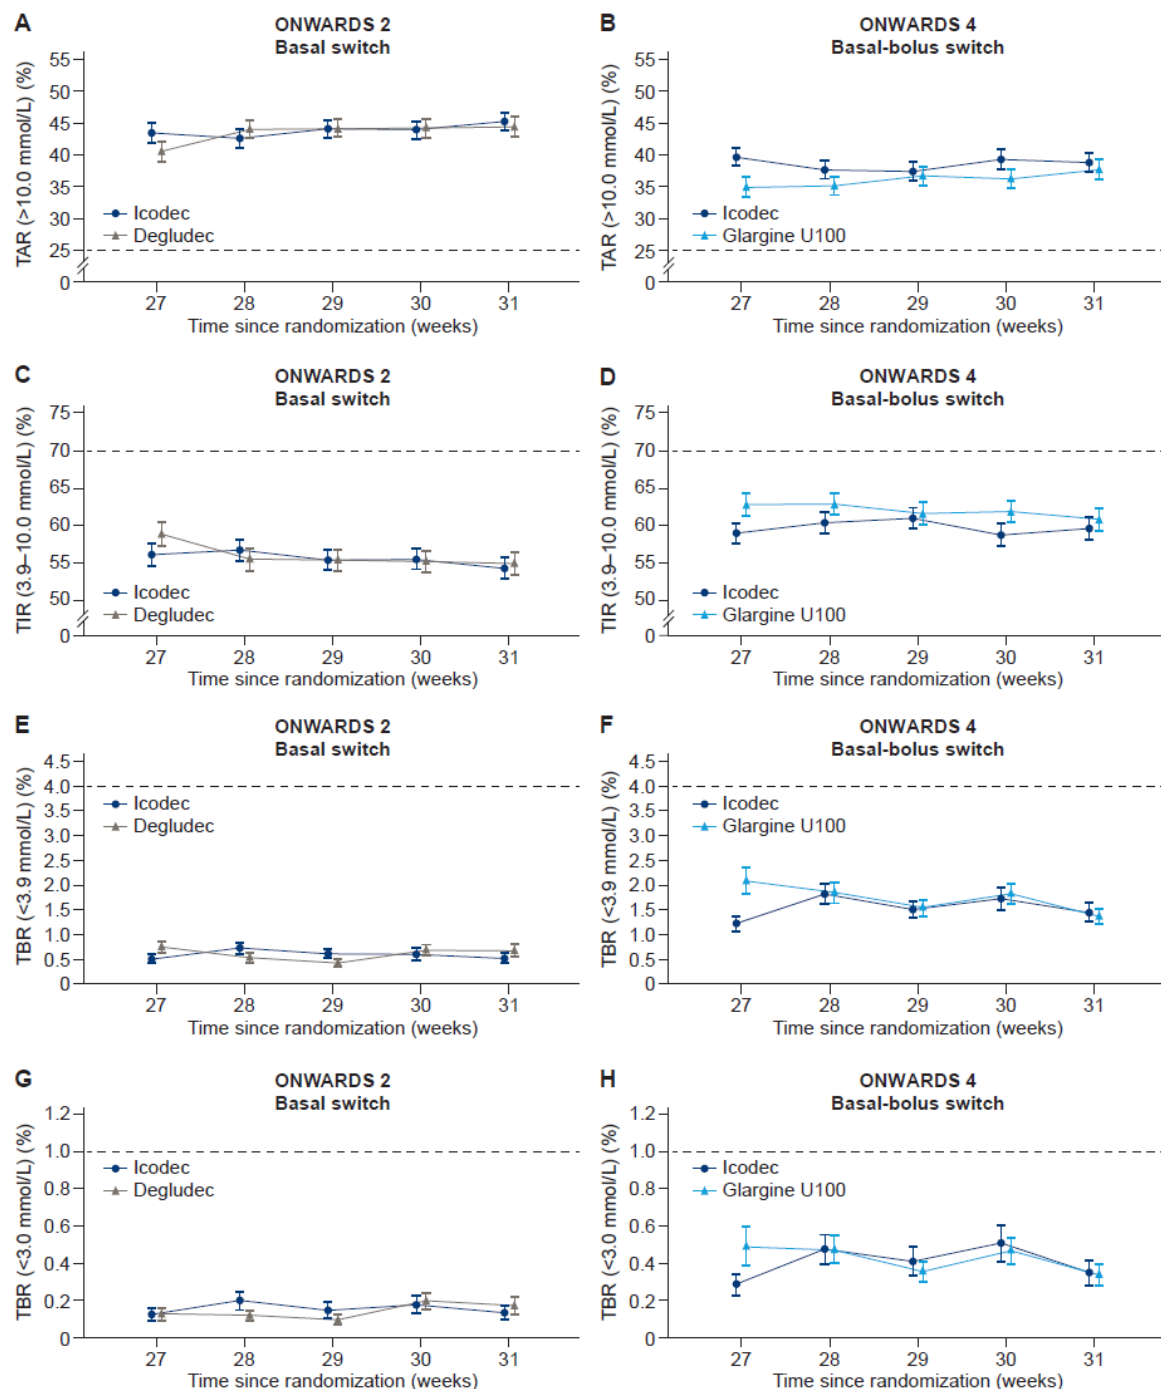 A
ONWARDS 2
Basal switch
TAR (>10.0 mmol/L) (%)
55
50
45
40
35
30
25
0
Icodec
Degludec
27 28 29 30 31
Time since randomization (weeks)
B
ONWARDS 4
Basal-bolus switch
TAR (>10.0 mmol/L) (%)
55
50
45
40
35
30
25
0
Icodec
Glargine U100
27 28 29 30 31
Time since randomization (weeks)
C
ONWARDS 2
Basal switch
TIR (3.9–10.0 mmol/L) (%)
75
70
65
60
55
50
0
Icodec
Degludec
27 28 29 30 31
Time since randomization (weeks)
D
ONWARDS 4
Basal-bolus switch
TIR (3.9–10.0 mmol/L) (%)
75
70
65
60
55
50
0
Icodec
Glargine U100
27 28 29 30 31
Time since randomization (weeks)
E
ONWARDS 2
Basal switch
TBR (<3.9 mmol/L) (%)
4.5
4.0
3.5
3.0
2.5
2.0
1.5
1.0
0.5
0
Icodec
Degludec
27 28 29 30 31
Time since randomization (weeks)
F
ONWARDS 4
Basal-bolus switch
TBR (<3.9 mmol/L) (%)
4.5
4.0
3.5
3.0
2.5
2.0
1.5
1.0
0.5
0
Icodec
Glargine U100
27 28 29 30 31
Time since randomization (weeks)
G
ONWARDS 2
Basal switch
TBR (<3.0 mmol/L) (%)
1.2
1.0
0.8
0.6
0.4
0.2
0
Icodec
Degludec
27 28 29 30 31
Time since randomization (weeks)
H
ONWARDS 4
Basal-bolus switch
TBR (<3.0 mmol/L) (%)
1.2
1.0
0.8
0.6
0.4
0.2
0
Icodec
Glargine U100
27 28 29 30 31
Time since randomization (weeks)